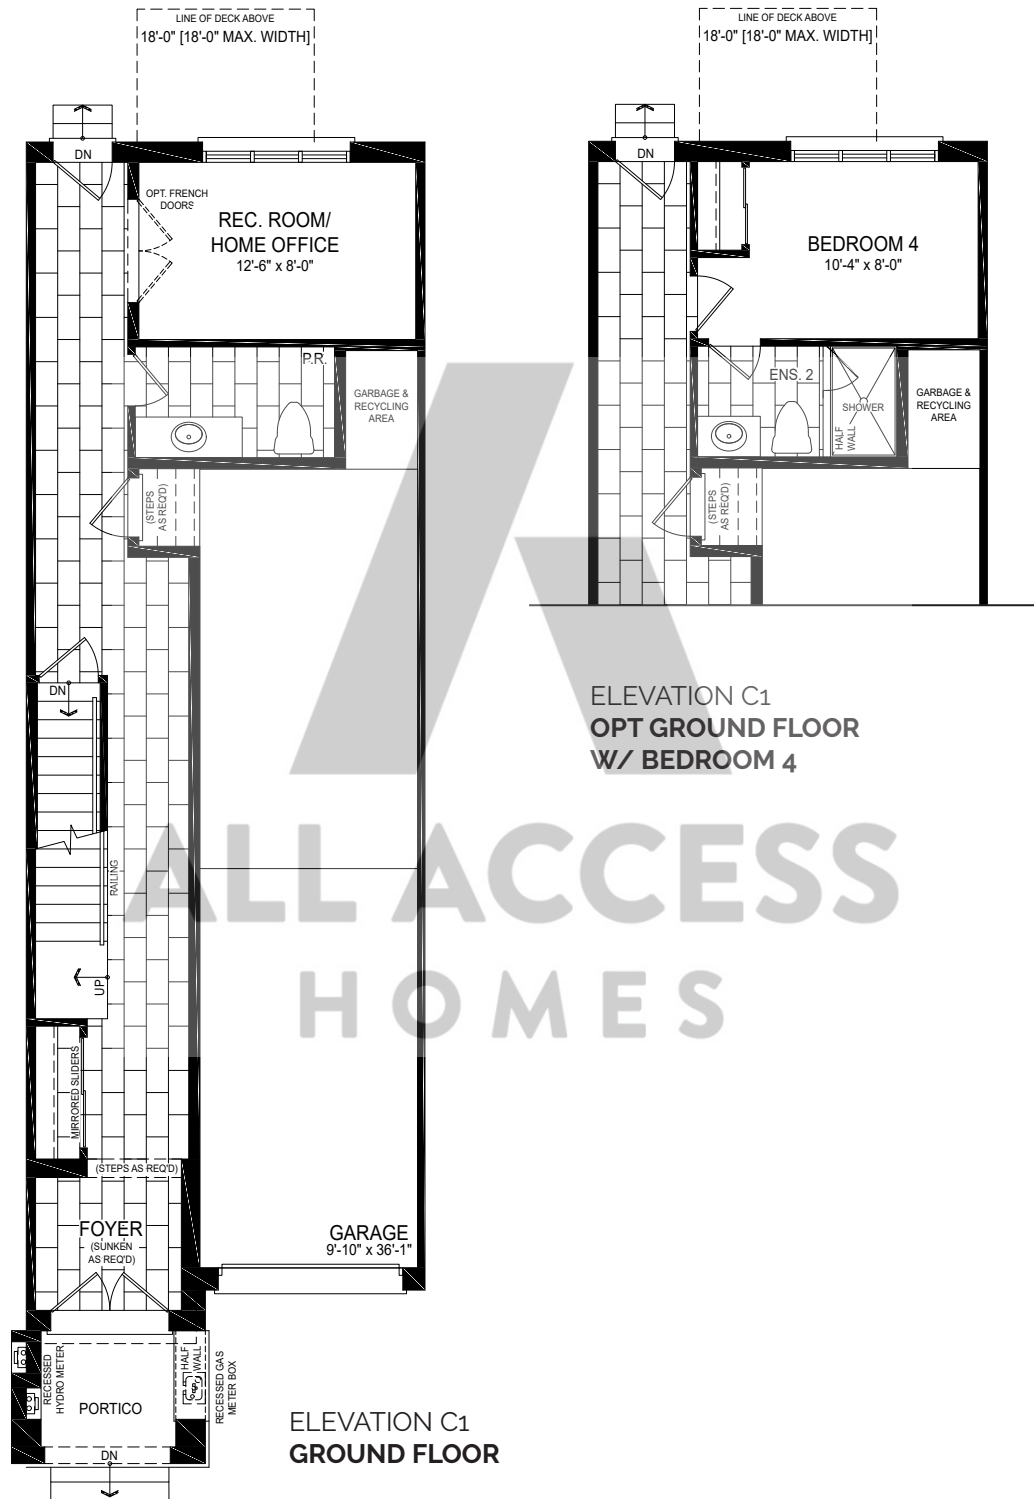 LINE OF DECK ABOVE
18'-0" [18'-0" MAX. WIDTH]
DN
OPT. FRENCH
DOORS
REC. ROOM/
HOME OFFICE
12'-6" x 8'-0"
P.R.
GARBAGE &
RECYCLING
AREA
(STEPS
AS REQ'D)
DN
RAILING
UP
MIRRORED SLIDERS
(STEPS AS REQ'D)
FOYER
(SUNKEN
AS REQ'D)
GARAGE
9'-10" x 36'-1"
RECESSED
HYDRO METER
HALF
WALL
RECESSED GAS
METER BOX
PORTICO
DN
ELEVATION C1
GROUND FLOOR
LINE OF DECK ABOVE
18'-0" [18'-0" MAX. WIDTH]
DN
BEDROOM 4
10'-4" x 8'-0"
ENS. 2
SHOWER
HALF
WALL
GARBAGE &
RECYCLING
AREA
(STEPS
AS REQ'D)
ELEVATION C1
OPT GROUND FLOOR
W/ BEDROOM 4
ALL ACCESS
HOMES